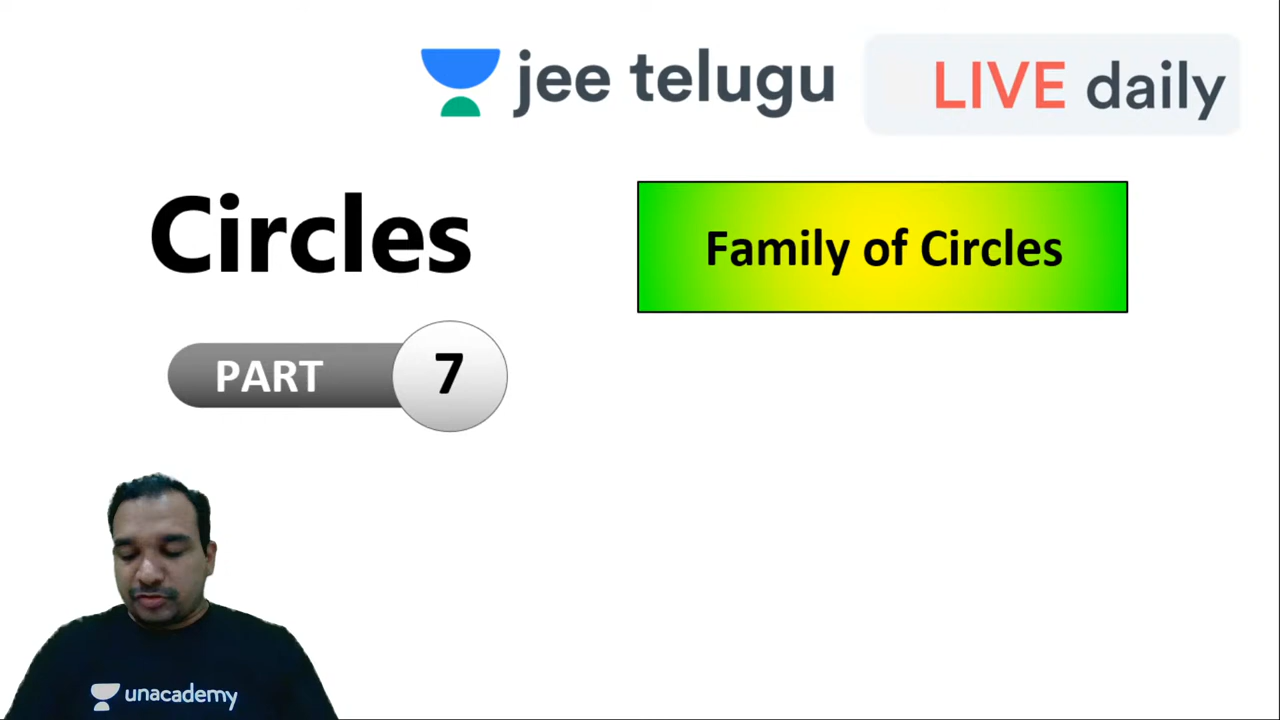 jee telugu LIVE daily
Circles
Family of Circles
PART 7
unacademy